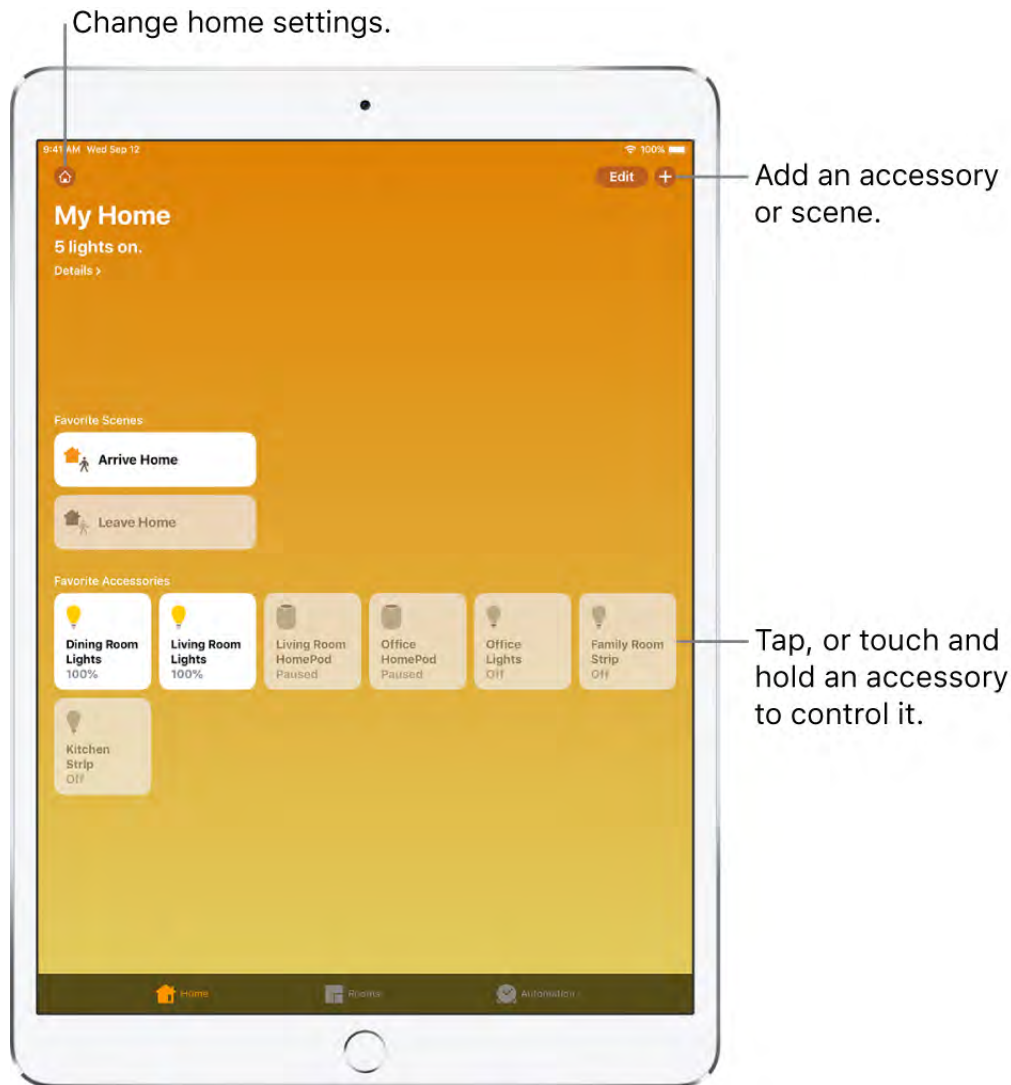 Change home settings.
9:41 AM Wed Sep 12
100%
Edit
Add an accessory
or scene.
My Home
5 lights on.
Details >
Favorite Scenes
Arrive Home
Leave Home
Favorite Accessories
Dining Room
Lights
100%
Living Room
Lights
100%
Living Room
HomePod
Paused
Office
HomePod
Paused
Office
Lights
Off
Family Room
Strip
Off
Tap, or touch and
hold an accessory
to control it.
Kitchen
Strip
Off
Home
Rooms
Automation